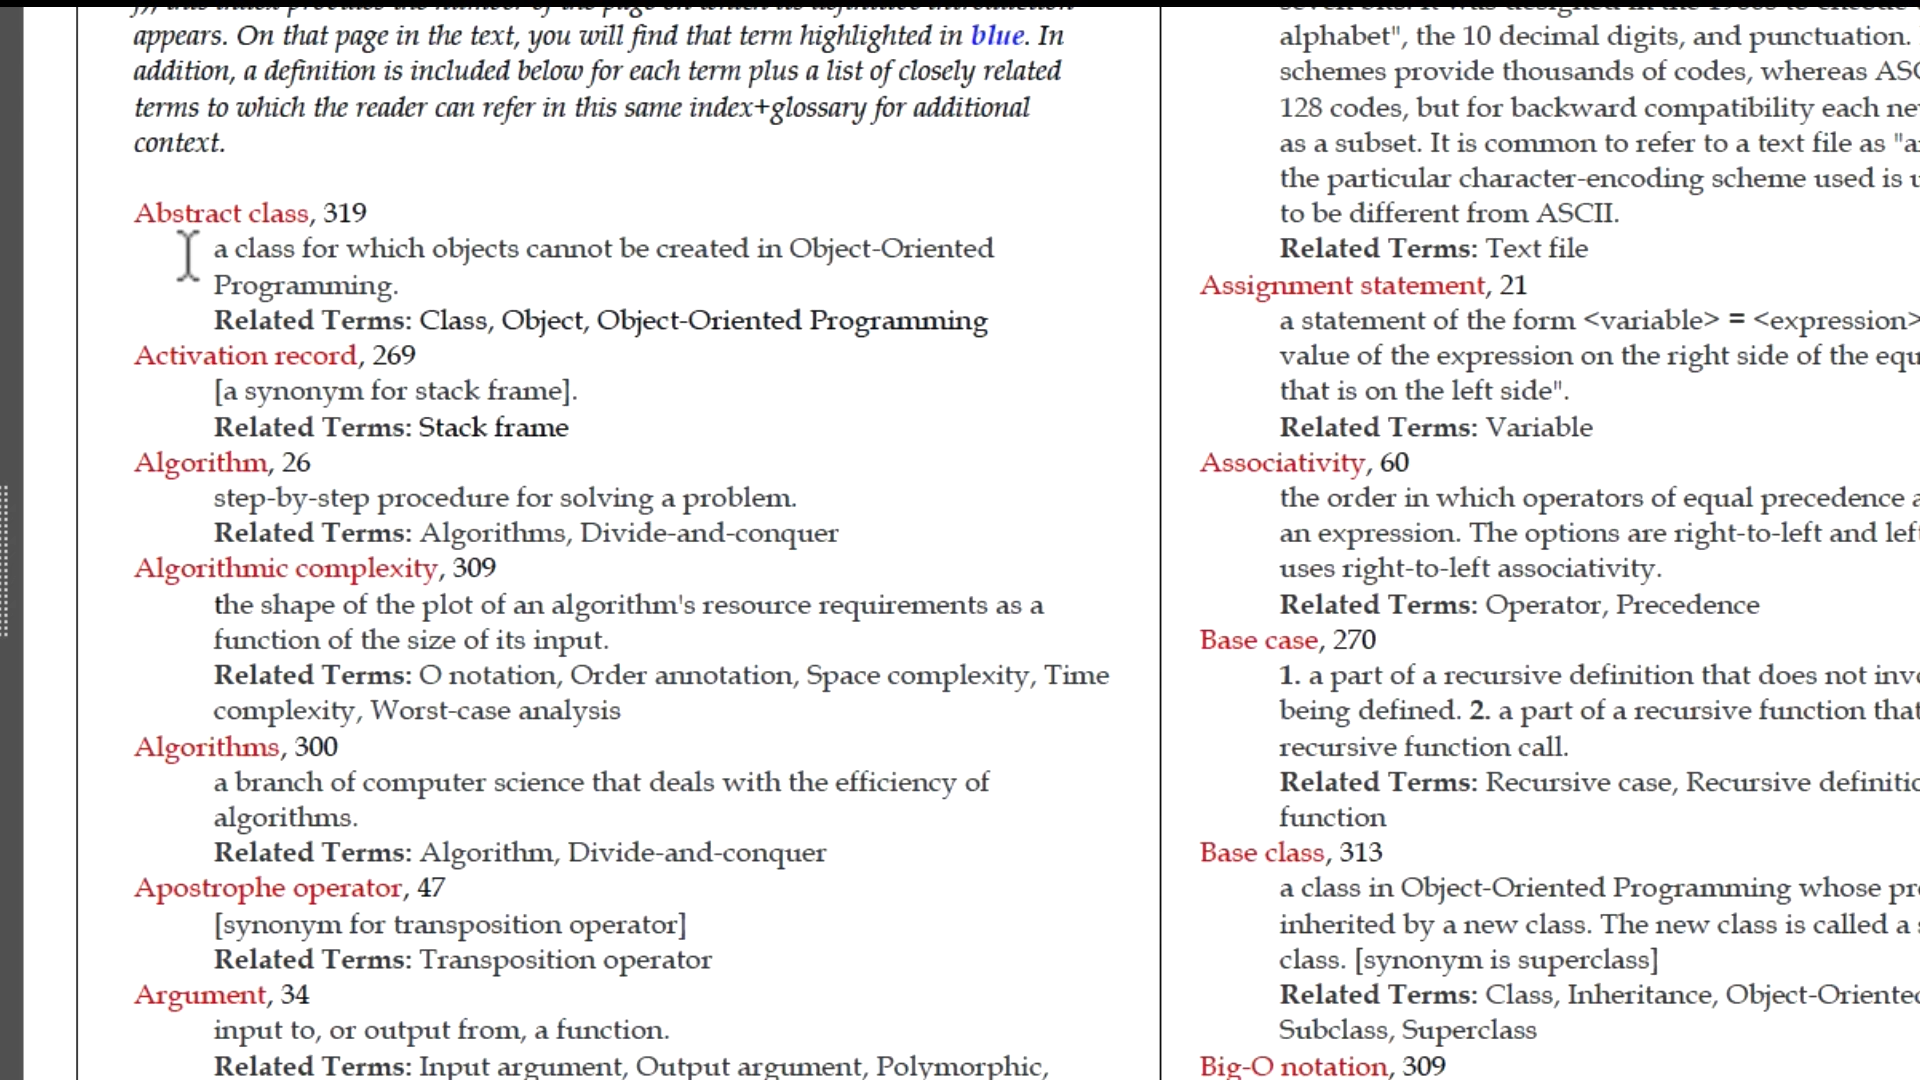 appears. On that page in the text, you will find that term highlighted in blue. In
addition, a definition is included below for each term plus a list of closely related
terms to which the reader can refer in this same index+glossary for additional
context.
Abstract class, 319
a class for which objects cannot be created in Object-Oriented
Programming.
Related Terms: Class, Object, Object-Oriented Programming
Activation record, 269
[a synonym for stack frame].
Related Terms: Stack frame
Algorithm, 26
step-by-step procedure for solving a problem.
Related Terms: Algorithms, Divide-and-conquer
Algorithmic complexity, 309
the shape of the plot of an algorithm's resource requirements as a
function of the size of its input.
Related Terms: O notation, Order annotation, Space complexity, Time
complexity, Worst-case analysis
Algorithms, 300
a branch of computer science that deals with the efficiency of
algorithms.
Related Terms: Algorithm, Divide-and-conquer
Apostrophe operator, 47
[synonym for transposition operator]
Related Terms: Transposition operator
Argument, 34
input to, or output from, a function.
Related Terms: Input argument, Output argument, Polymorphic,
alphabet", the 10 decimal digits, and punctuation.
schemes provide thousands of codes, whereas
128 codes, but for backward compatibility each
as a subset. It is common to refer to a text file as
the particular character-encoding scheme used is
to be different from ASCII.
Related Terms: Text file
Assignment statement, 21
a statement of the form <variable> = <expression>
value of the expression on the right side of the
that is on the left side".
Related Terms: Variable
Associativity, 60
the order in which operators of equal precedence
an expression. The options are right-to-left and
uses right-to-left associativity.
Related Terms: Operator, Precedence
Base case, 270
1. a part of a recursive definition that does not
being defined. 2. a part of a recursive function
recursive function call.
Related Terms: Recursive case, Recursive
function
Base class, 313
a class in Object-Oriented Programming whose
inherited by a new class. The new class is called a
class. [synonym is superclass]
Related Terms: Class, Inheritance,
Subclass, Superclass
Big-O notation, 309